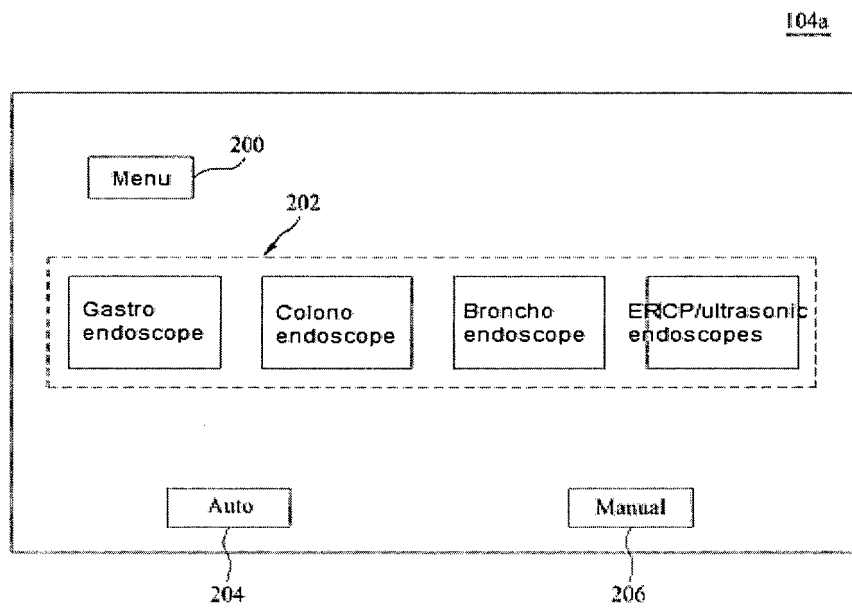 104a
200
Menu
202
Gastro
endoscope
Colono
endoscope
Broncho
endoscope
ERCP/ultrasonic
endoscopes
Auto
Manual
204
206